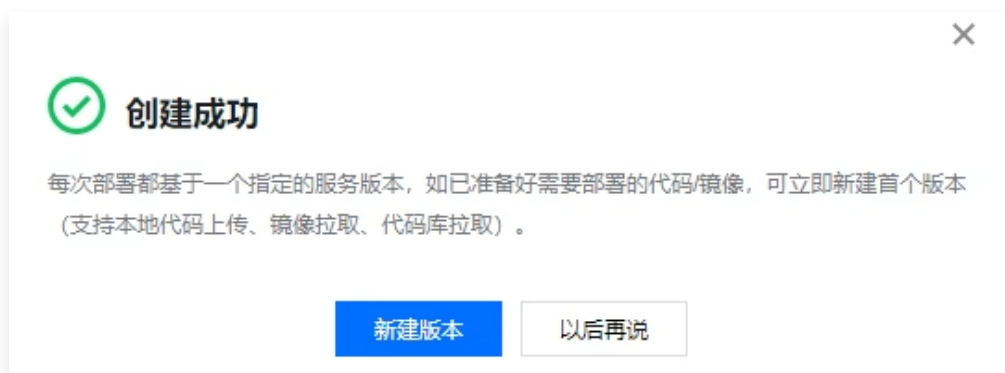 创建成功
每次部署都基于一个指定的服务版本，如已准备好需要部署的代码/镜像，可立即新建首个版本
（支持本地代码上传、镜像拉取、代码库拉取）。
新建版本
以后再说